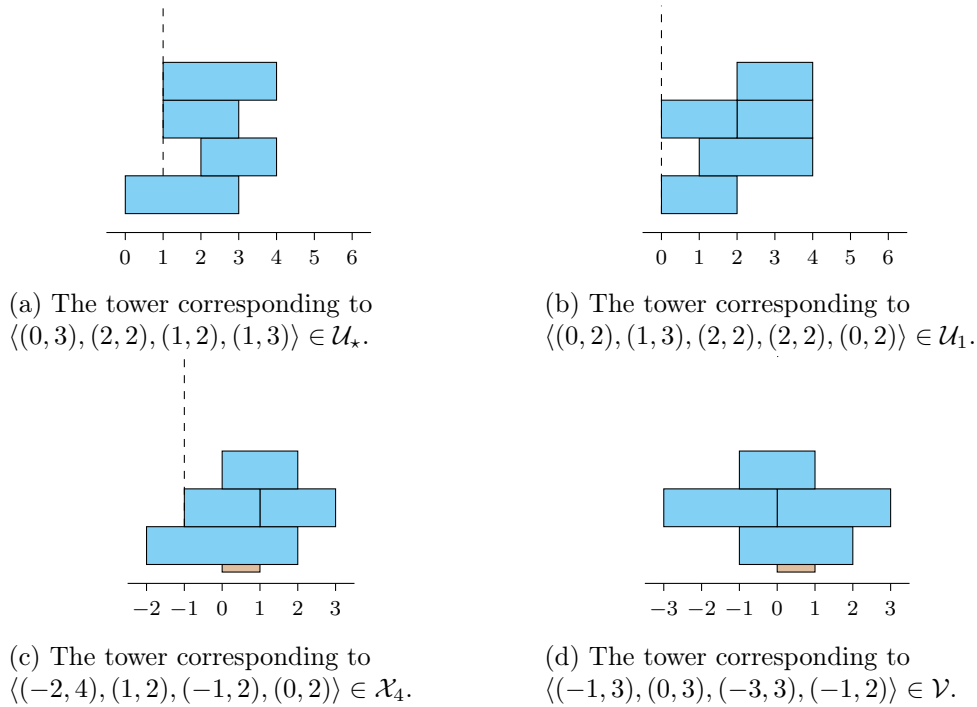 0 1 2 3 4 5 6
0 1 2 3 4 5 6
(a) The tower corresponding to
⟨(0, 3), (2, 2), (1, 2), (1, 3)⟩ ∈ 𝒰⋆.
(b) The tower corresponding to
⟨(0, 2), (1, 3), (2, 2), (2, 2), (0, 2)⟩ ∈ 𝒰₁.
−2 −1 0 1 2 3
−3 −2 −1 0 1 2 3
(c) The tower corresponding to
⟨(−2, 4), (1, 2), (−1, 2), (0, 2)⟩ ∈ 𝒳₄.
(d) The tower corresponding to
⟨(−1, 3), (0, 3), (−3, 3), (−1, 2)⟩ ∈ 𝒱.